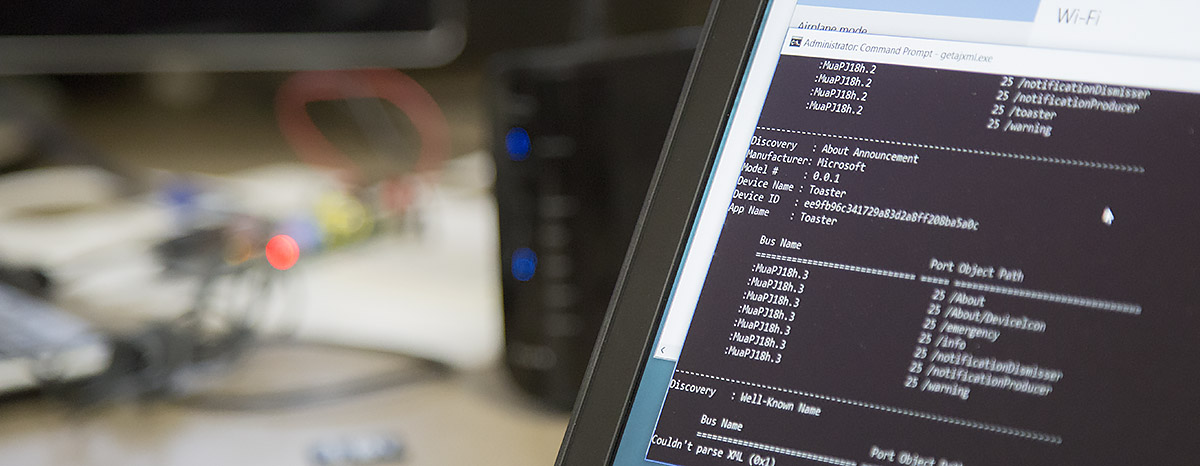 Wi-Fi
Airplane mode
Administrator: Command Prompt - getajxmi.exe
:MuaPJ18h.2 25 /notificationDismisser
:MuaPJ18h.2 25 /notificationProducer
:MuaPJ18h.2 25 /toaster
:MuaPJ18h.2 25 /warning
Discovery : About Announcement
Manufacturer: Microsoft
Model # : 0.0.1
Device Name : Toaster
Device ID : ee9fb96c341729a83d2a8ff208ba5a0c
App Name : Toaster
Bus Name Port Object Path
:MuaPJ18h.3 25 /About
:MuaPJ18h.3 25 /About/DeviceIcon
:MuaPJ18h.3 25 /emergency
:MuaPJ18h.3 25 /info
:MuaPJ18h.3 25 /notificationDismisser
:MuaPJ18h.3 25 /notificationProducer
:MuaPJ18h.3 25 /warning
Discovery : Well-Known Name
Bus Name Port Object Path
Couldn't parse XML (0x1)